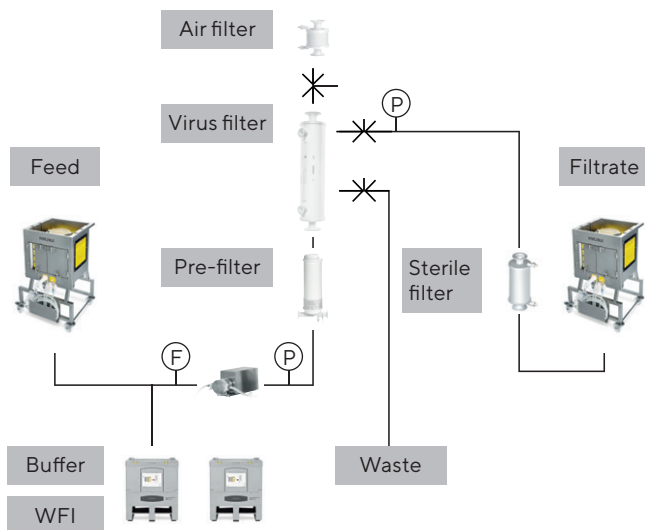 Air filter
Virus filter
P
Feed
Filtrate
Pre-filter
Sterile
filter
F
P
Buffer
Waste
WFI